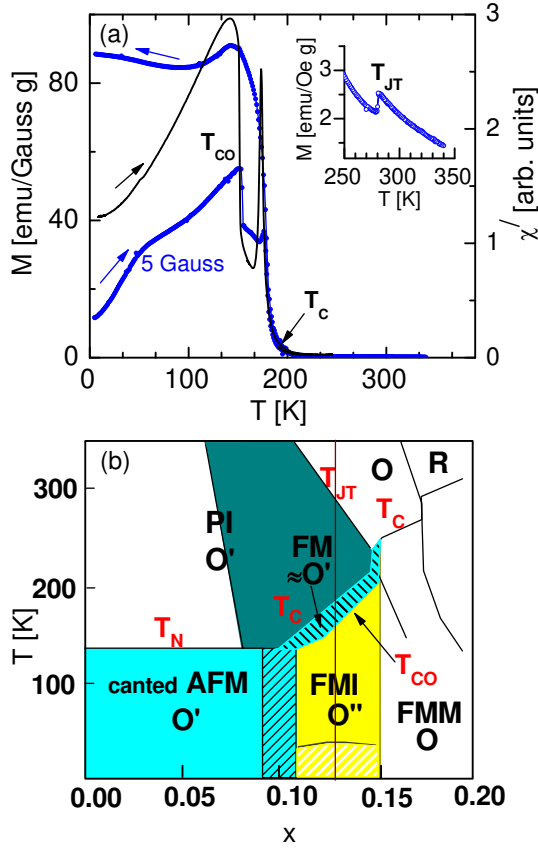 (a)
M [emu/Gauss g]
80
40
0
0 100 200 300
T [K]
3
2
1
0
χ′ [arb. units]
T_CO
5 Gauss
T_C
T_JT
M [emu/Oe g]
3
2
250 300 350
T [K]
(b)
T [K]
300
200
100
0.00 0.05 0.10 0.15 0.20
x
PI
O'
T_JT
O
R
T_C
FM
≈O'
T_C
T_N
T_CO
canted AFM
O'
FMI
O"
FMM
O